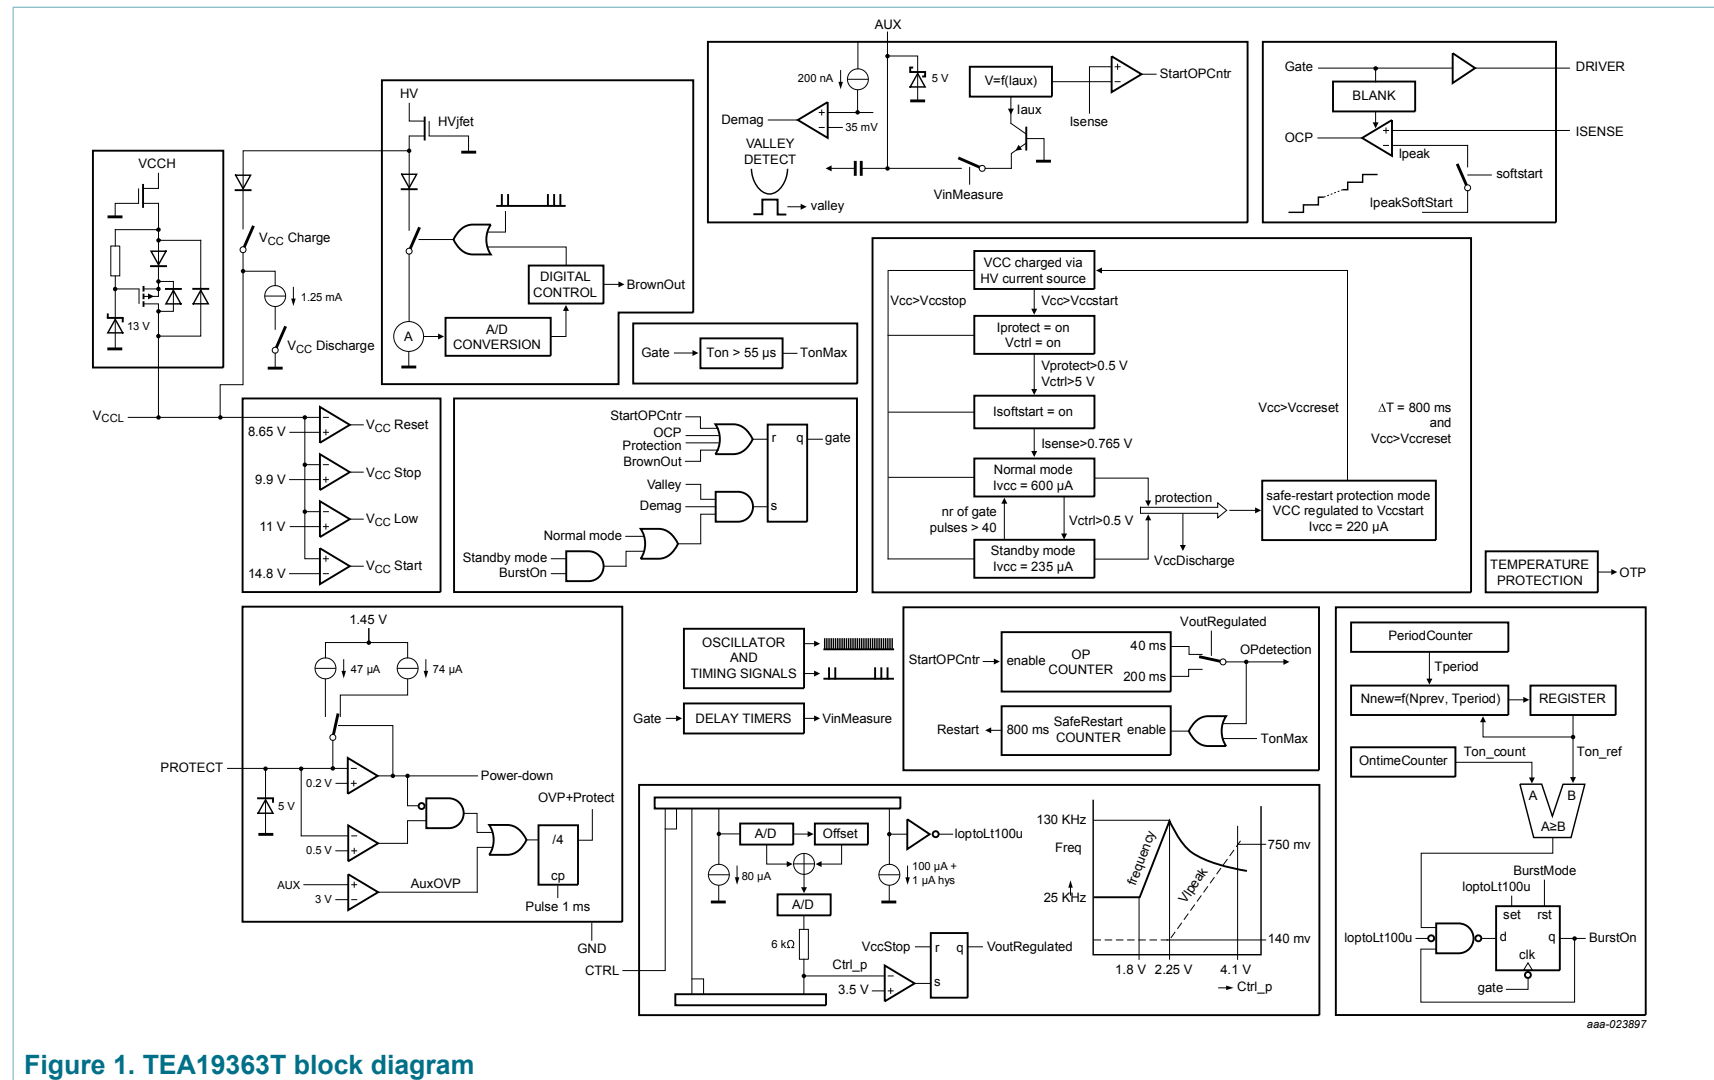 AUX
200 nA
5 V
V=f(Iaux)
+
−
StartOPCntr
Iaux
Isense
Demag
+
−
35 mV
VALLEY
DETECT
VinMeasure
valley
Gate
DRIVER
BLANK
OCP
+
−
ISENSE
Ipeak
softstart
IpeakSoftStart
HV
HVjfet
DIGITAL
CONTROL
BrownOut
A
A/D
CONVERSION
VCCH
13 V
VCC Charge
1.25 mA
VCC Discharge
Gate
Ton > 55 µs
TonMax
VCC charged via
HV current source
Vcc>Vccstop
Vcc>Vccstart
Iprotect = on
Vctrl = on
Vprotect>0.5 V
Vctrl>5 V
Isoftstart = on
Isense>0.765 V
Normal mode
Ivcc = 600 µA
nr of gate
pulses > 40
Vctrl>0.5 V
Standby mode
Ivcc = 235 µA
protection
VccDischarge
Vcc>Vccreset
ΔT = 800 ms
and
Vcc>Vccreset
safe-restart protection mode
VCC regulated to Vccstart
Ivcc = 220 µA
VCCL
−
+
8.65 V
VCC Reset
−
+
9.9 V
VCC Stop
−
+
11 V
VCC Low
+
−
14.8 V
VCC Start
StartOPCntr
OCP
Protection
BrownOut
r
q
gate
Valley
Demag
s
Normal mode
Standby mode
BurstOn
TEMPERATURE
PROTECTION
OTP
1.45 V
47 µA
74 µA
PROTECT
−
+
0.2 V
Power-down
5 V
−
+
0.5 V
OVP+Protect
/4
cp
AUX
+
−
3 V
AuxOVP
Pulse 1 ms
GND
OSCILLATOR
AND
TIMING SIGNALS
Gate
DELAY TIMERS
VinMeasure
VoutRegulated
StartOPCntr
enable
OP
COUNTER
40 ms
200 ms
OPdetection
Restart
800 ms
SafeRestart
COUNTER
enable
TonMax
PeriodCounter
Tperiod
Nnew=f(Nprev, Tperiod)
REGISTER
Ton_count
Ton_ref
OntimeCounter
A
B
A≥B
BurstMode
IoptoLt100u
set
rst
IoptoLt100u
d
q
BurstOn
clk
gate
CTRL
A/D
Offset
IoptoLt100u
80 µA
100 µA +
1 µA hys
A/D
6 kΩ
Ctrl_p
−
+
3.5 V
VccStop
r
q
VoutRegulated
s
130 KHz
Freq
25 KHz
frequency
VIpeak
750 mv
140 mv
1.8 V
2.25 V
4.1 V
Ctrl_p
aaa-023897
Figure 1. TEA19363T block diagram